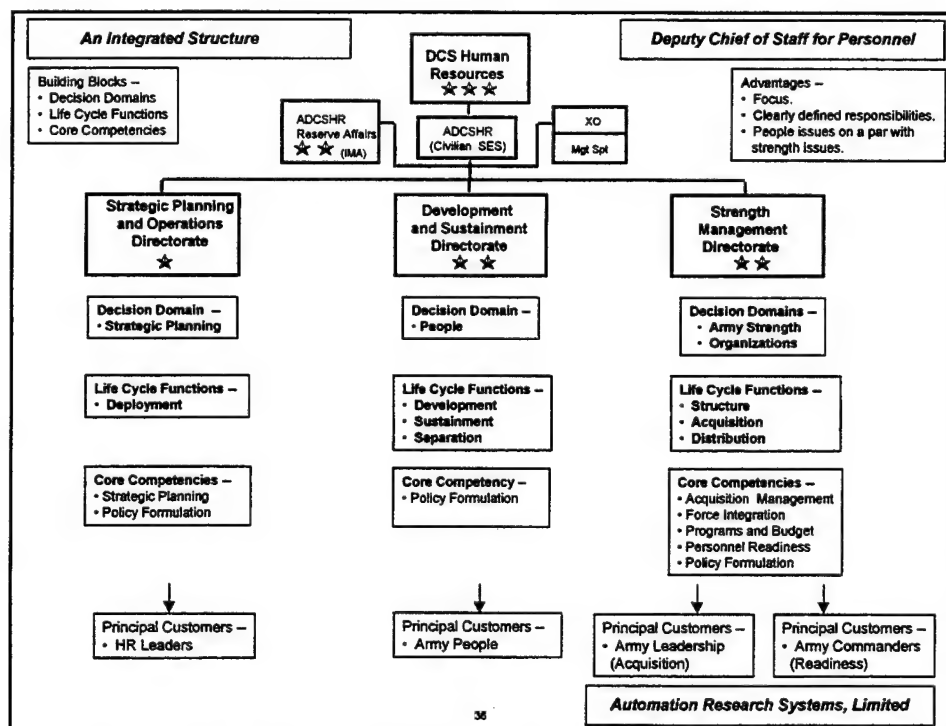 An Integrated Structure
Deputy Chief of Staff for Personnel
Building Blocks –
• Decision Domains
• Life Cycle Functions
• Core Competencies
DCS Human
Resources
Advantages –
• Focus.
• Clearly defined responsibilities.
• People issues on a par with
strength issues.
ADCSHR
Reserve Affairs
(IMA)
ADCSHR
(Civilian SES)
XO
Mgt Spt
Strategic Planning
and Operations
Directorate
Development
and Sustainment
Directorate
Strength
Management
Directorate
Decision Domain –
• Strategic Planning
Decision Domain –
• People
Decision Domains –
• Army Strength
• Organizations
Life Cycle Functions –
• Deployment
Life Cycle Functions –
• Development
• Sustainment
• Separation
Life Cycle Functions –
• Structure
• Acquisition
• Distribution
Core Competencies –
• Strategic Planning
• Policy Formulation
Core Competency –
• Policy Formulation
Core Competencies –
• Acquisition Management
• Force Integration
• Programs and Budget
• Personnel Readiness
• Policy Formulation
Principal Customers –
• HR Leaders
Principal Customers –
• Army People
Principal Customers –
• Army Leadership
(Acquisition)
Principal Customers –
• Army Commanders
(Readiness)
Automation Research Systems, Limited